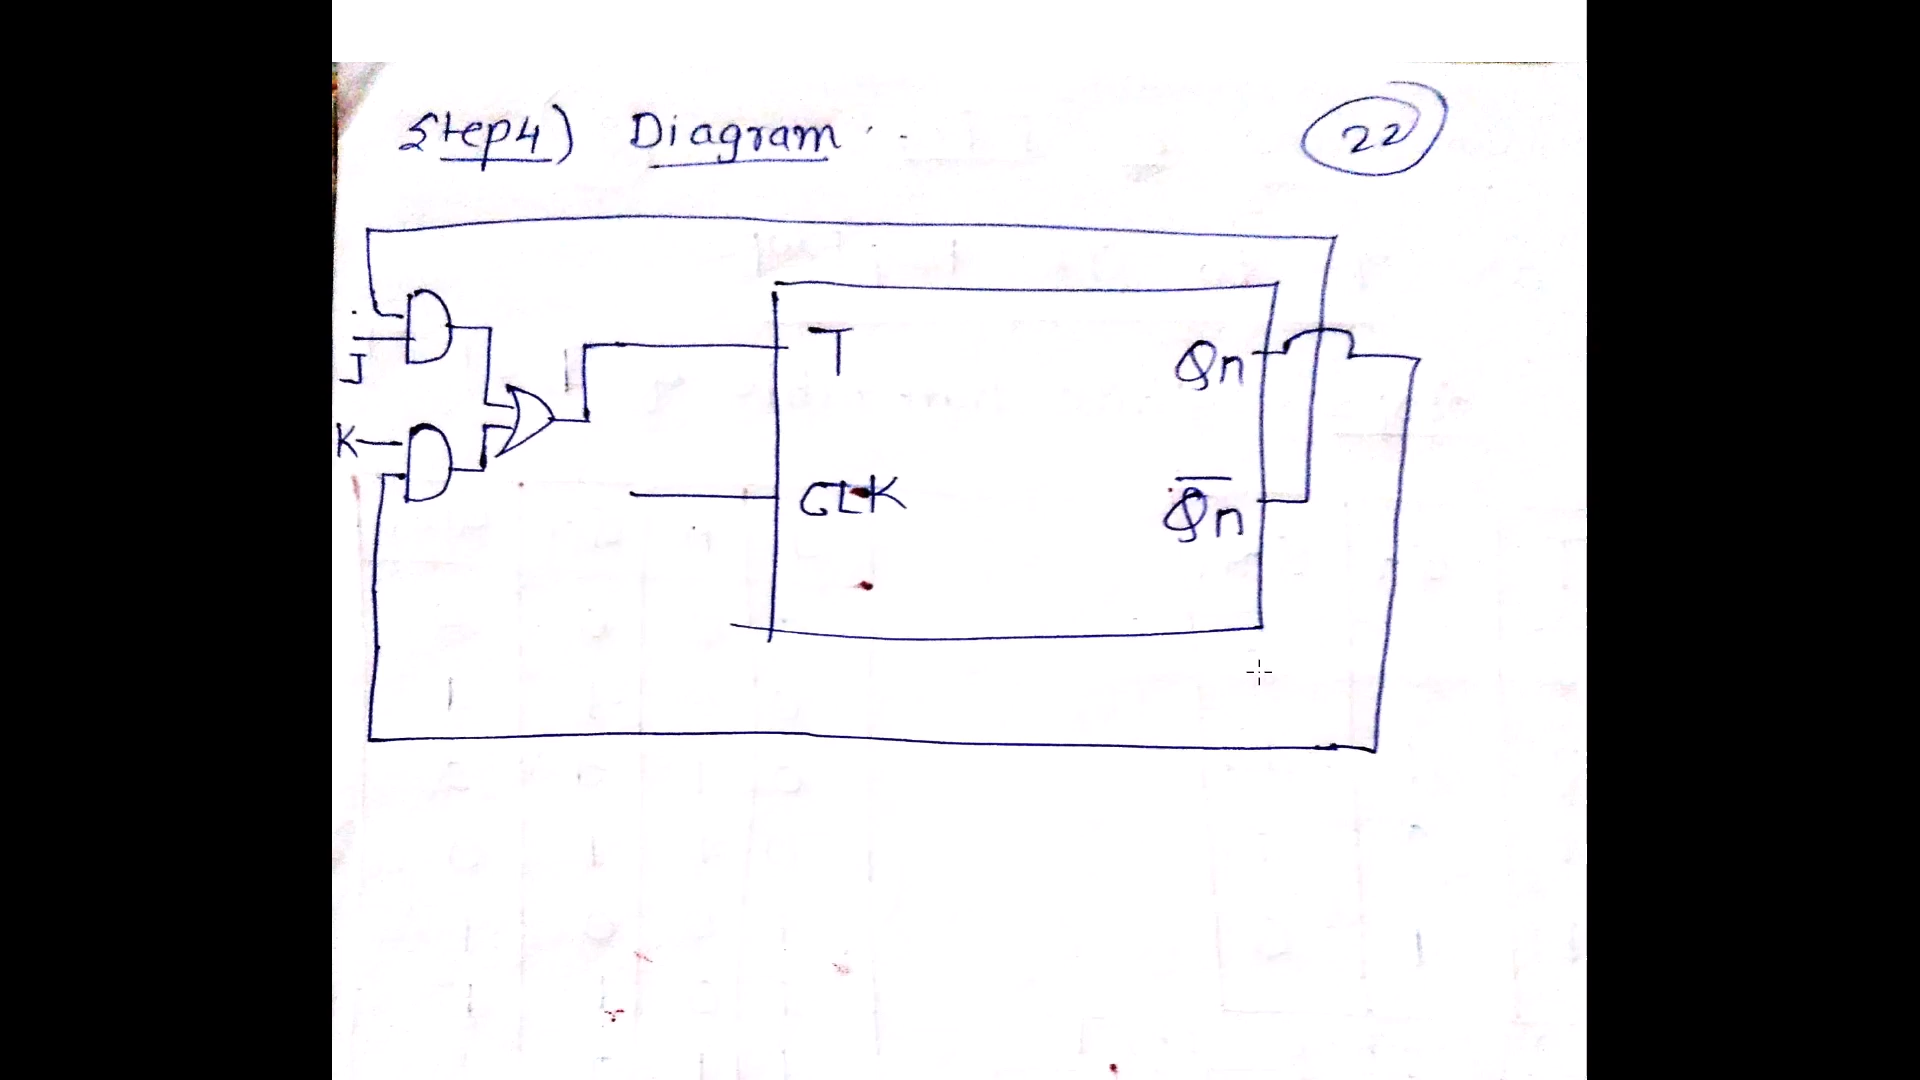 Step4) Diagram
22
J
T
Qn
K
CLK
Q̅n